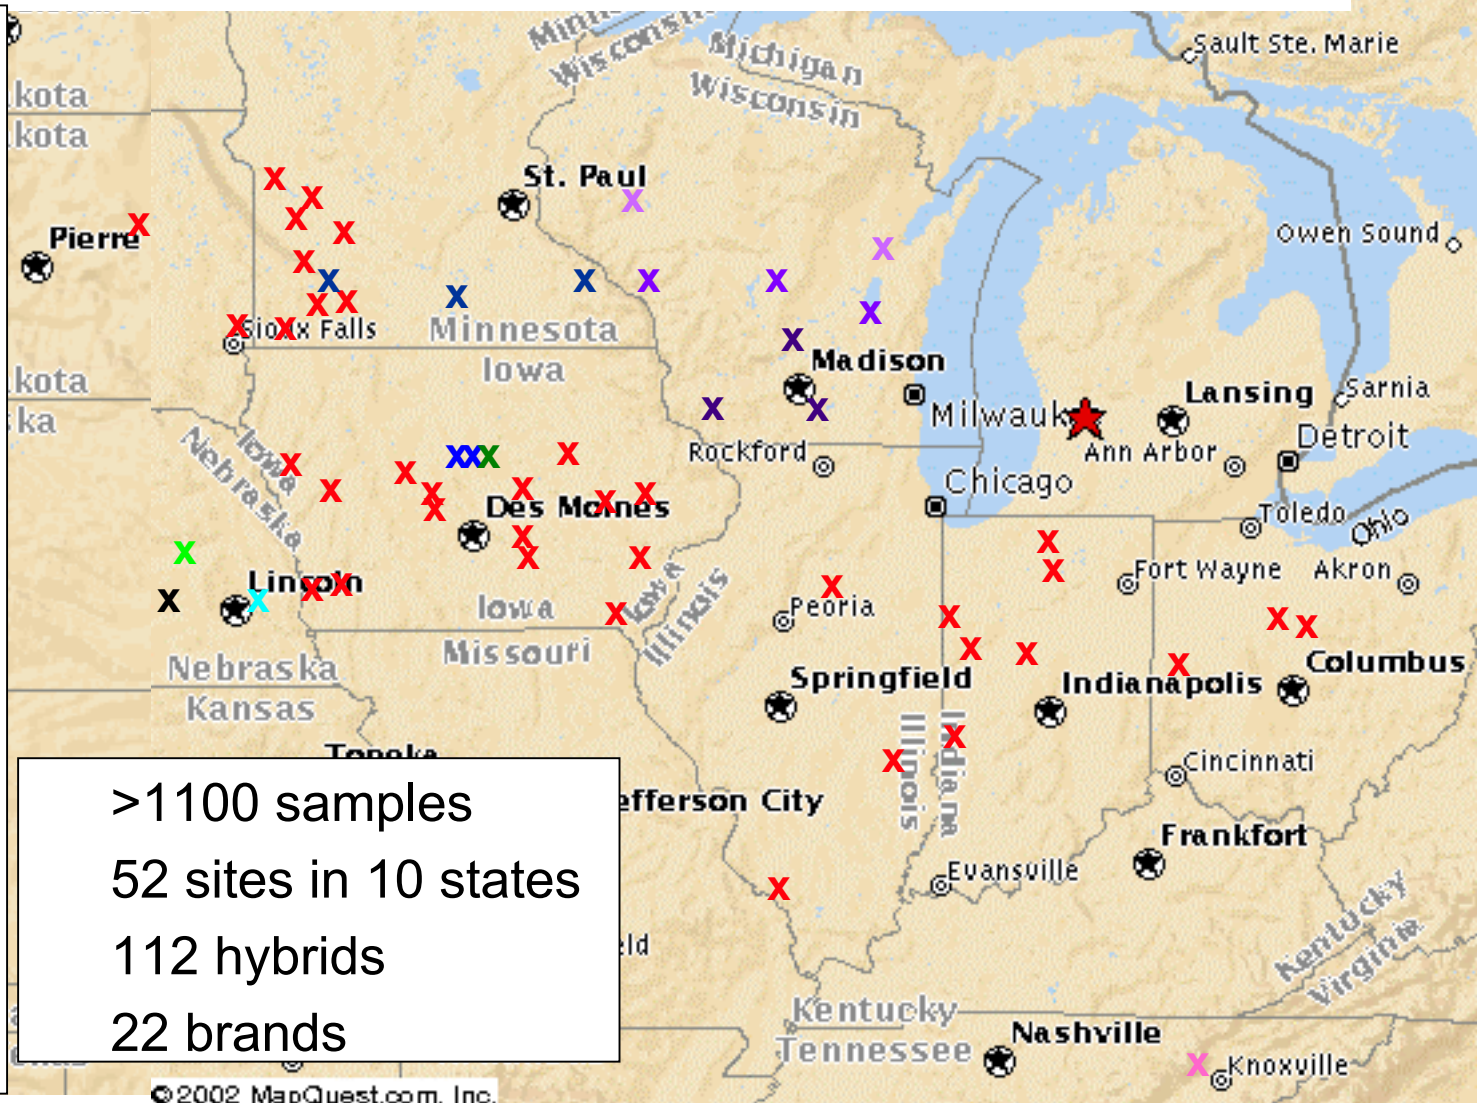 Minn
Wisconsin
Michigan
Wisconsin
Sault Ste. Marie
kota
kota
St. Paul
Pierre
Owen Sound
Sioux Falls
Minnesota
Iowa
Madison
kota
ka
Milwauk
Lansing
Sarnia
Detroit
Ann Arbor
Rockford
Iowa
Nebraska
Chicago
Des Moines
Toledo
Ohio
Fort Wayne
Akron
Lincoln
Iowa
Missouri
Iowa
Illinois
Peoria
Nebraska
Kansas
Springfield
Indianapolis
Columbus
Illinois
Indiana
Topeka
Cincinnati
efferson City
Frankfort
Evansville
>1100 samples
52 sites in 10 states
112 hybrids
22 brands
eld
Kentucky
Virginia
Kentucky
Tennessee
Nashville
Knoxville
©2002 MapQuest.com, Inc.